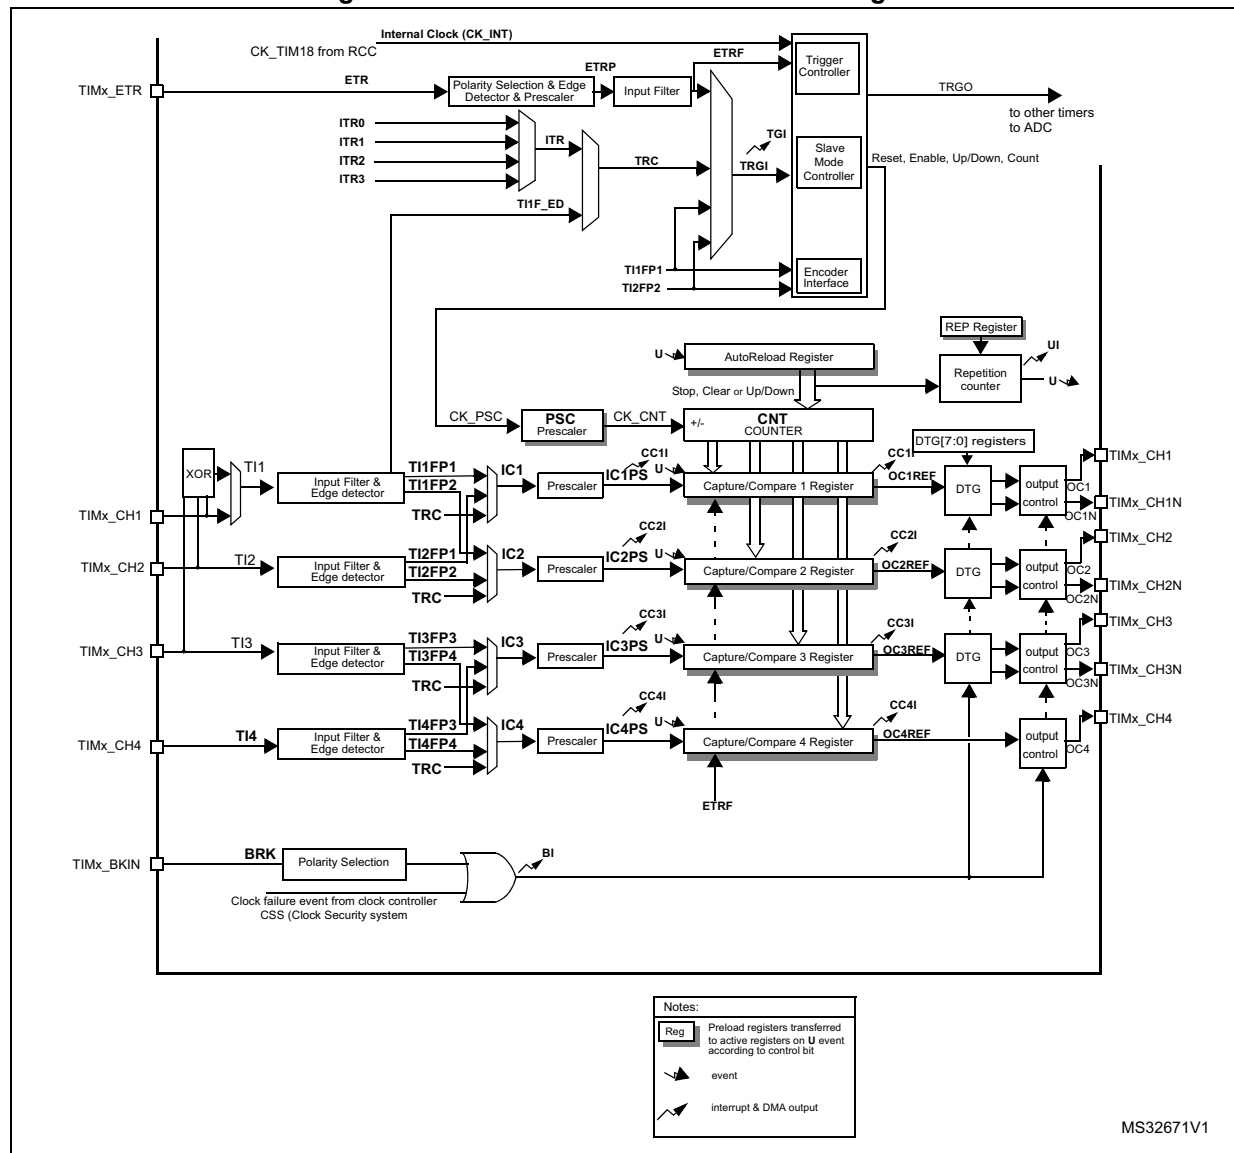 Internal Clock (CK_INT)
CK_TIM18 from RCC
ETRF
Trigger
Controller
ETRP
ETR
TIMx_ETR
Polarity Selection & Edge
Detector & Prescaler
Input Filter
TRGO
to other timers
to ADC
ITR0
ITR1
ITR2
ITR3
ITR
TRC
TGI
TRGI
Slave
Mode
Controller
Reset, Enable, Up/Down, Count
TI1F_ED
TI1FP1
TI2FP2
Encoder
Interface
REP Register
U
AutoReload Register
UI
Repetition
counter
U
Stop, Clear or Up/Down
CK_PSC
PSC
Prescaler
CK_CNT
+/-
CNT
COUNTER
DTG[7:0] registers
XOR
TI1
Input Filter &
Edge detector
TI1FP1
TI1FP2
TRC
IC1
Prescaler
CC1I
IC1PS
U
Capture/Compare 1 Register
CC1I
OC1REF
DTG
output
control
OC1
OC1N
TIMx_CH1
TIMx_CH1N
TIMx_CH1
TIMx_CH2
TI2
Input Filter &
Edge detector
TI2FP1
TI2FP2
TRC
IC2
Prescaler
CC2I
IC2PS
U
Capture/Compare 2 Register
CC2I
OC2REF
DTG
output
control
OC2
OC2N
TIMx_CH2
TIMx_CH2N
TIMx_CH3
TI3
Input Filter &
Edge detector
TI3FP3
TI3FP4
TRC
IC3
Prescaler
CC3I
IC3PS
U
Capture/Compare 3 Register
CC3I
OC3REF
DTG
output
control
OC3
OC3N
TIMx_CH3
TIMx_CH3N
TIMx_CH4
TI4
Input Filter &
Edge detector
TI4FP3
TI4FP4
TRC
IC4
Prescaler
CC4I
IC4PS
U
Capture/Compare 4 Register
CC4I
OC4REF
output
control
OC4
TIMx_CH4
ETRF
TIMx_BKIN
BRK
Polarity Selection
BI
Clock failure event from clock controller
CSS (Clock Security system
Notes:
Reg
Preload registers transferred
to active registers on U event
according to control bit
event
interrupt & DMA output
MS32671V1